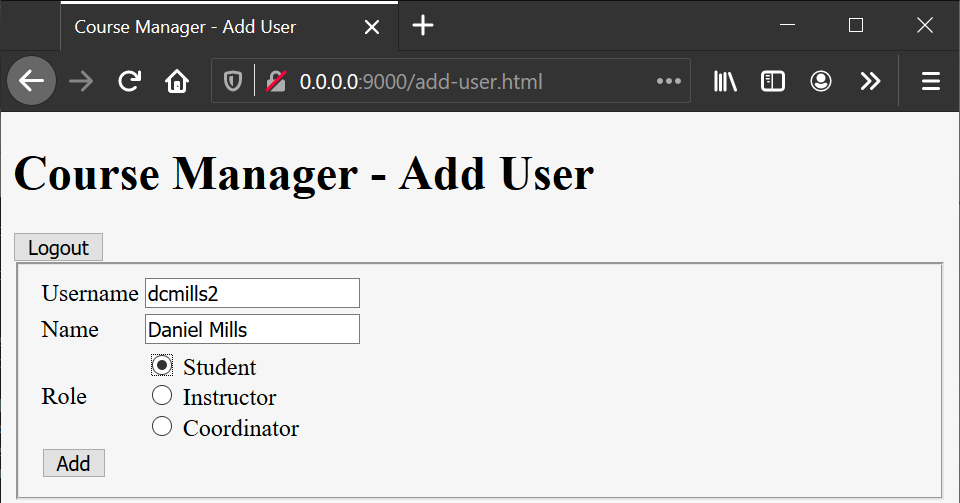 Course Manager - Add User
0.0.0.0:9000/add-user.html
Course Manager - Add User
Logout
Username dcmills2
Name Daniel Mills
Student
Role
Instructor
Coordinator
Add